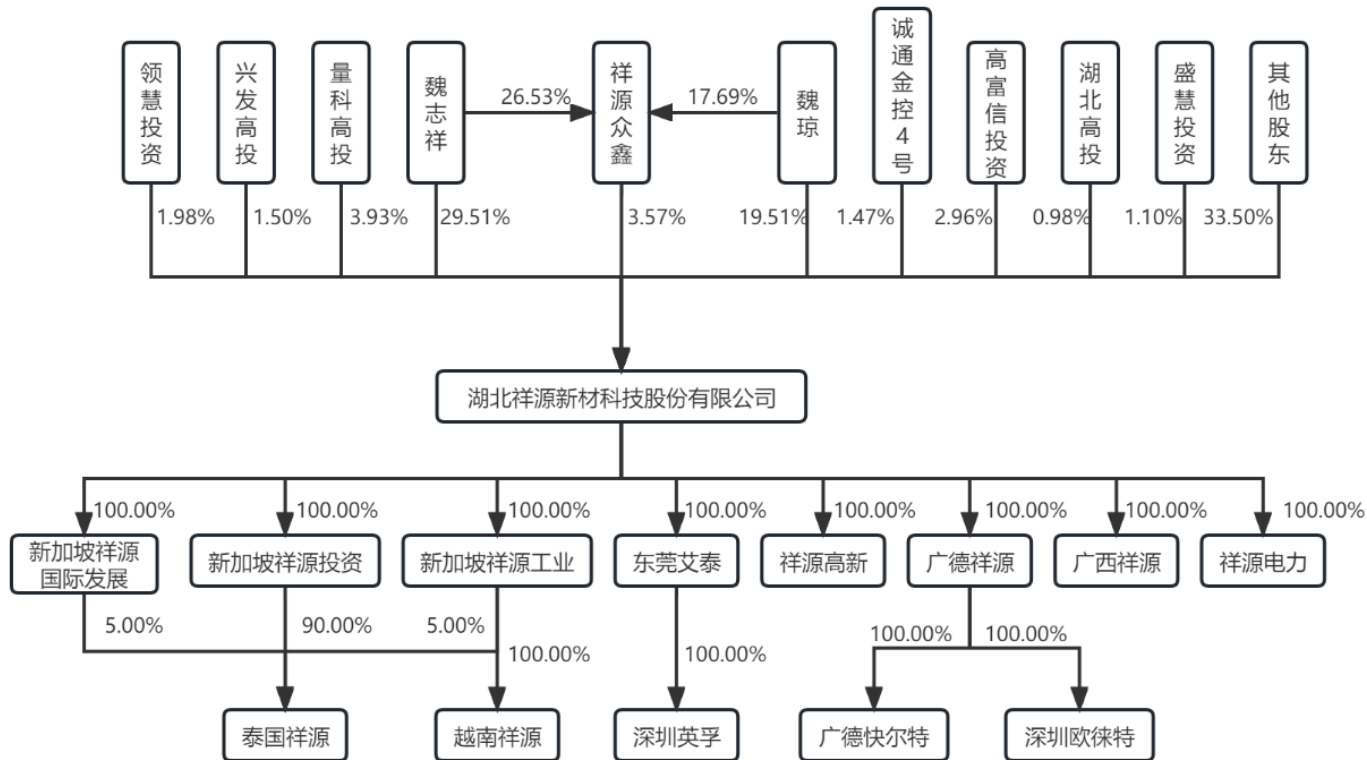 领慧投资
兴发高投
量科高投
魏志祥
26.53%
祥源众鑫
17.69%
魏琼
诚通金控4号
高富信投资
湖北高投
盛慧投资
其他股东
1.98%
1.50%
3.93%
29.51%
3.57%
19.51%
1.47%
2.96%
0.98%
1.10%
33.50%
湖北祥源新材科技股份有限公司
100.00%
100.00%
100.00%
100.00%
100.00%
100.00%
100.00%
100.00%
新加坡祥源
国际发展
新加坡祥源投资
新加坡祥源工业
东莞艾泰
祥源高新
广德祥源
广西祥源
祥源电力
5.00%
90.00%
5.00%
100.00%
100.00%
100.00%
100.00%
泰国祥源
越南祥源
深圳英孚
广德快尔特
深圳欧徕特